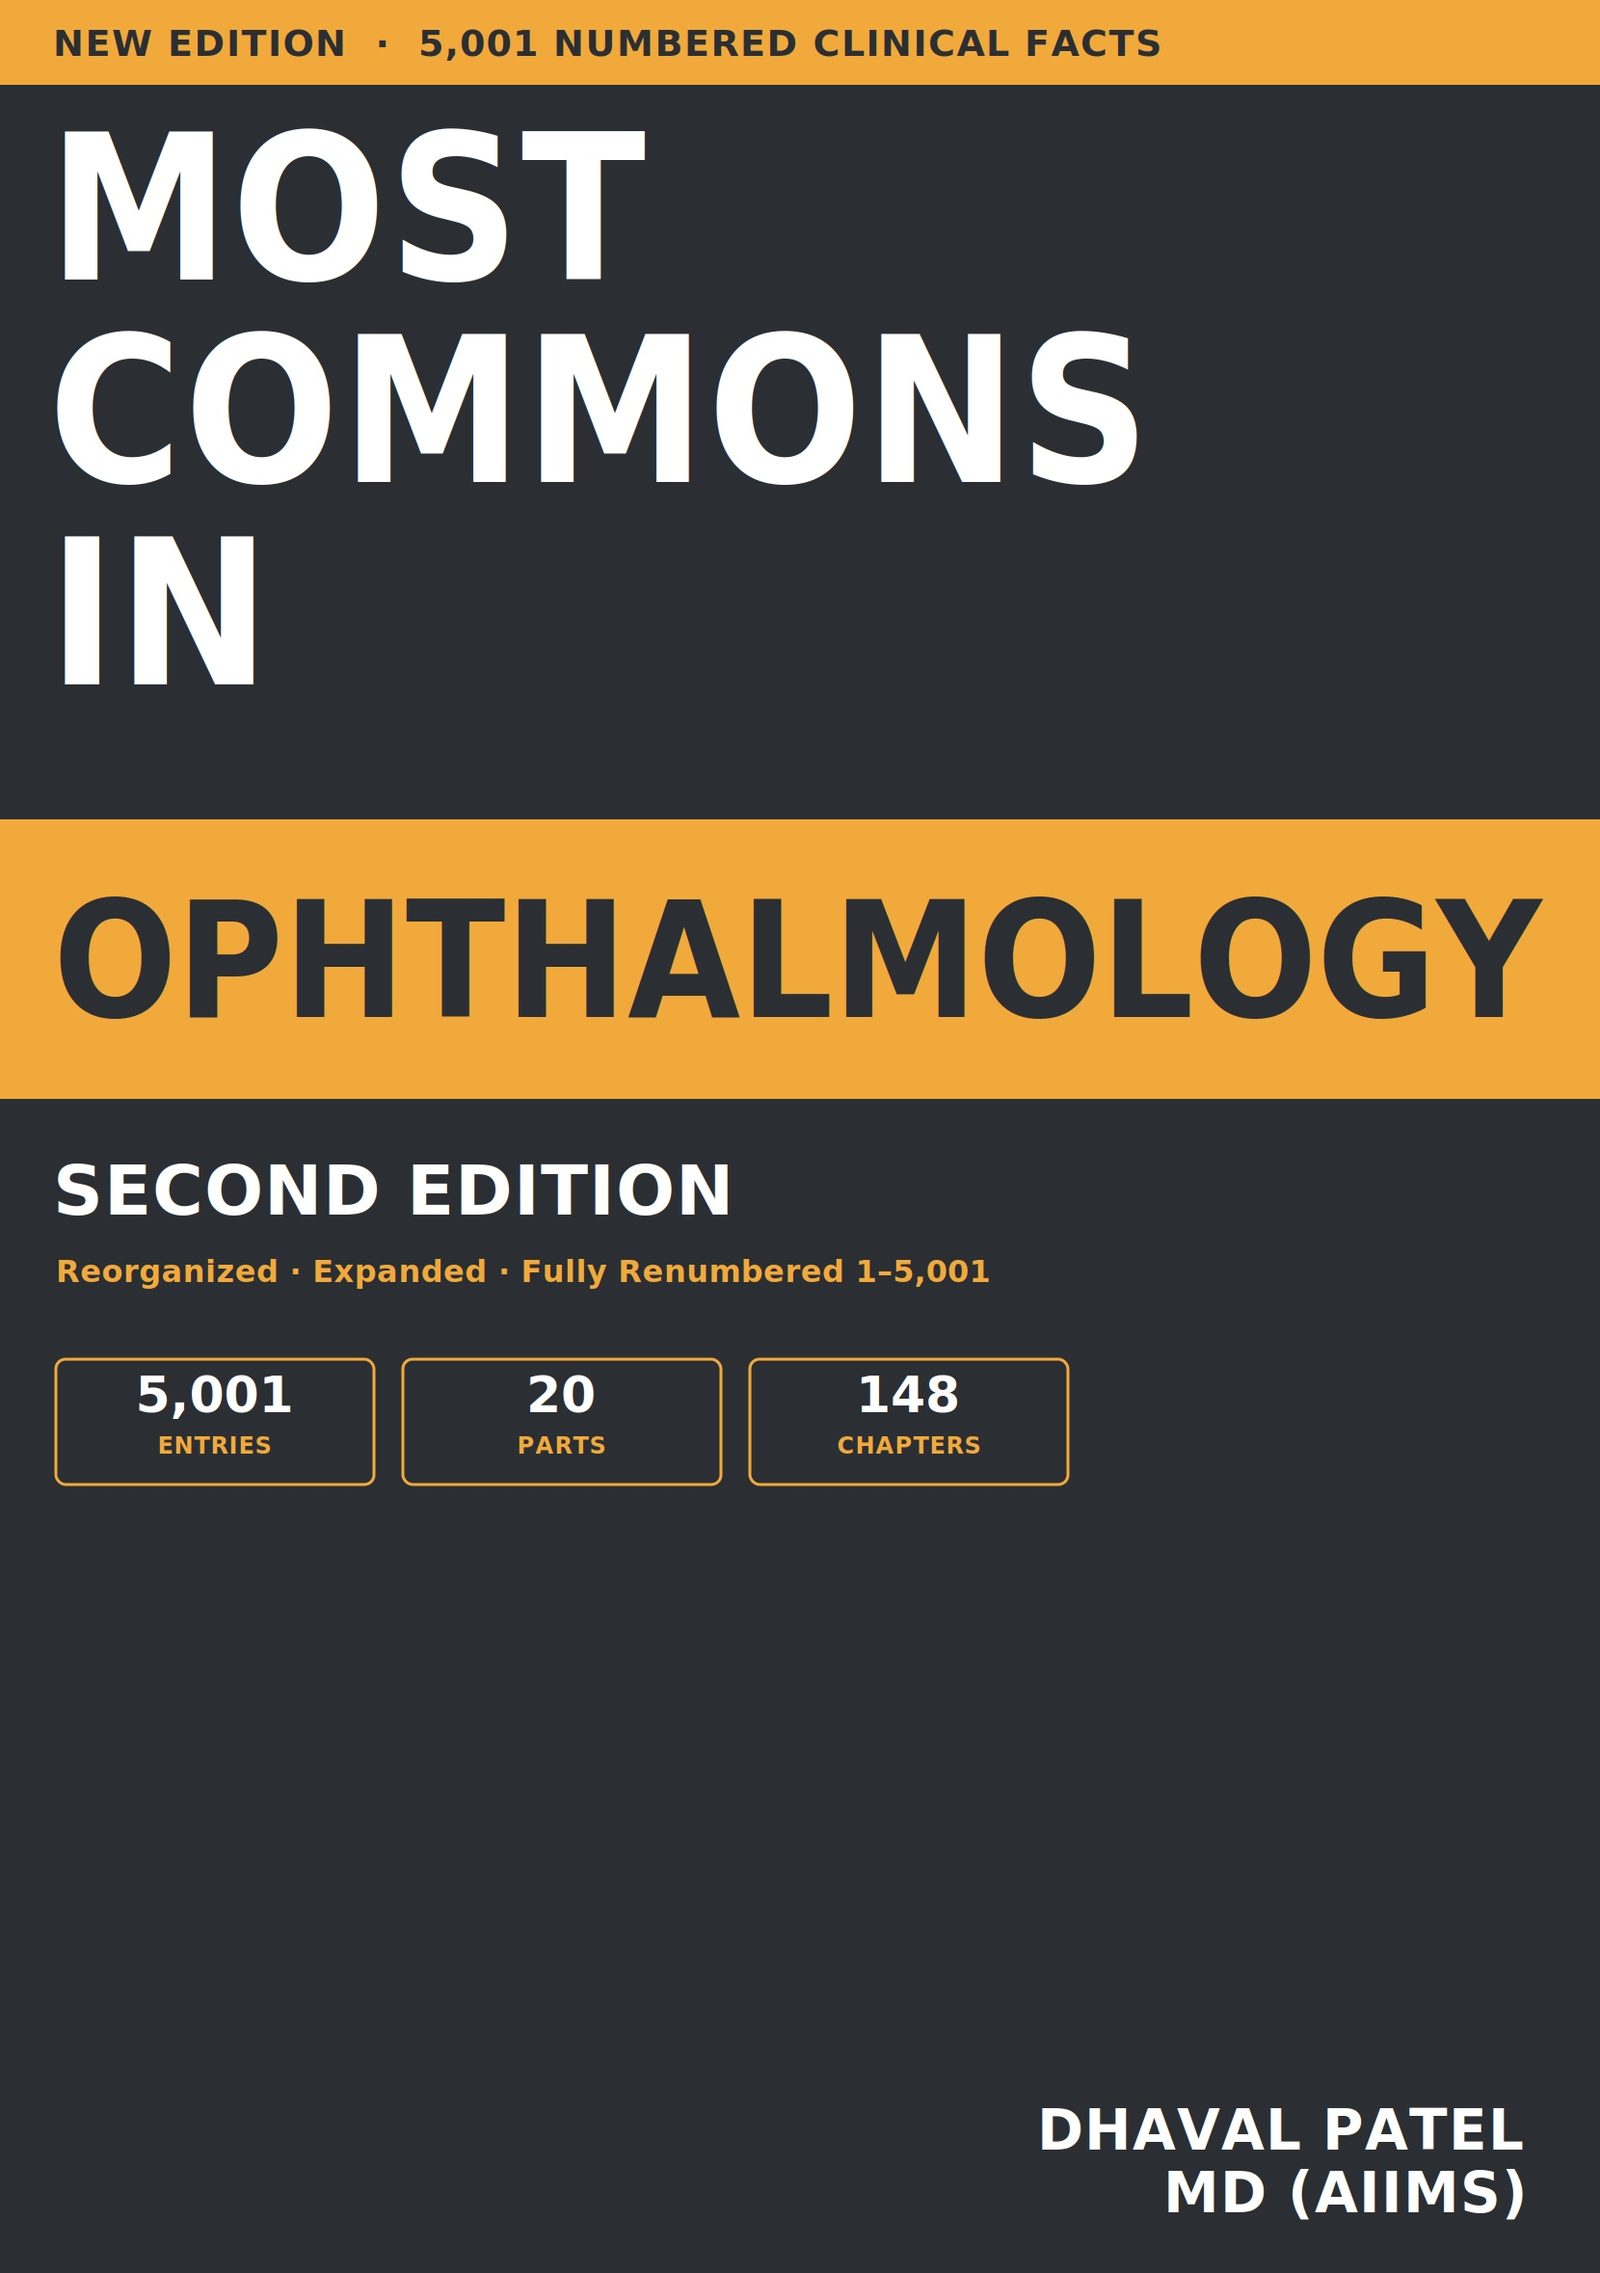 NEW EDITION · 5,001 NUMBERED CLINICAL FACTS
MOST
COMMONS
IN
OPHTHALMOLOGY
SECOND EDITION
Reorganized · Expanded · Fully Renumbered 1–5,001
5,001
ENTRIES
20
PARTS
148
CHAPTERS
DHAVAL PATEL
MD (AIIMS)